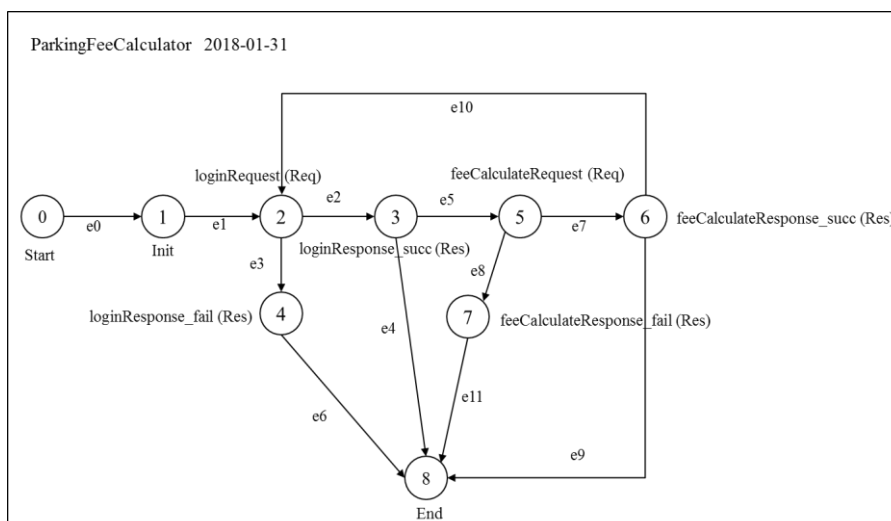 ParkingFeeCalculator 2018-01-31
e10
loginRequest (Req)
feeCalculateRequest (Req)
e2
e5
0
1
2
3
5
6
e0
e1
e7
feeCalculateResponse_succ (Res)
Start
Init
loginResponse_succ (Res)
e3
e8
loginResponse_fail (Res)
4
7
feeCalculateResponse_fail (Res)
e4
e11
e6
e9
8
End